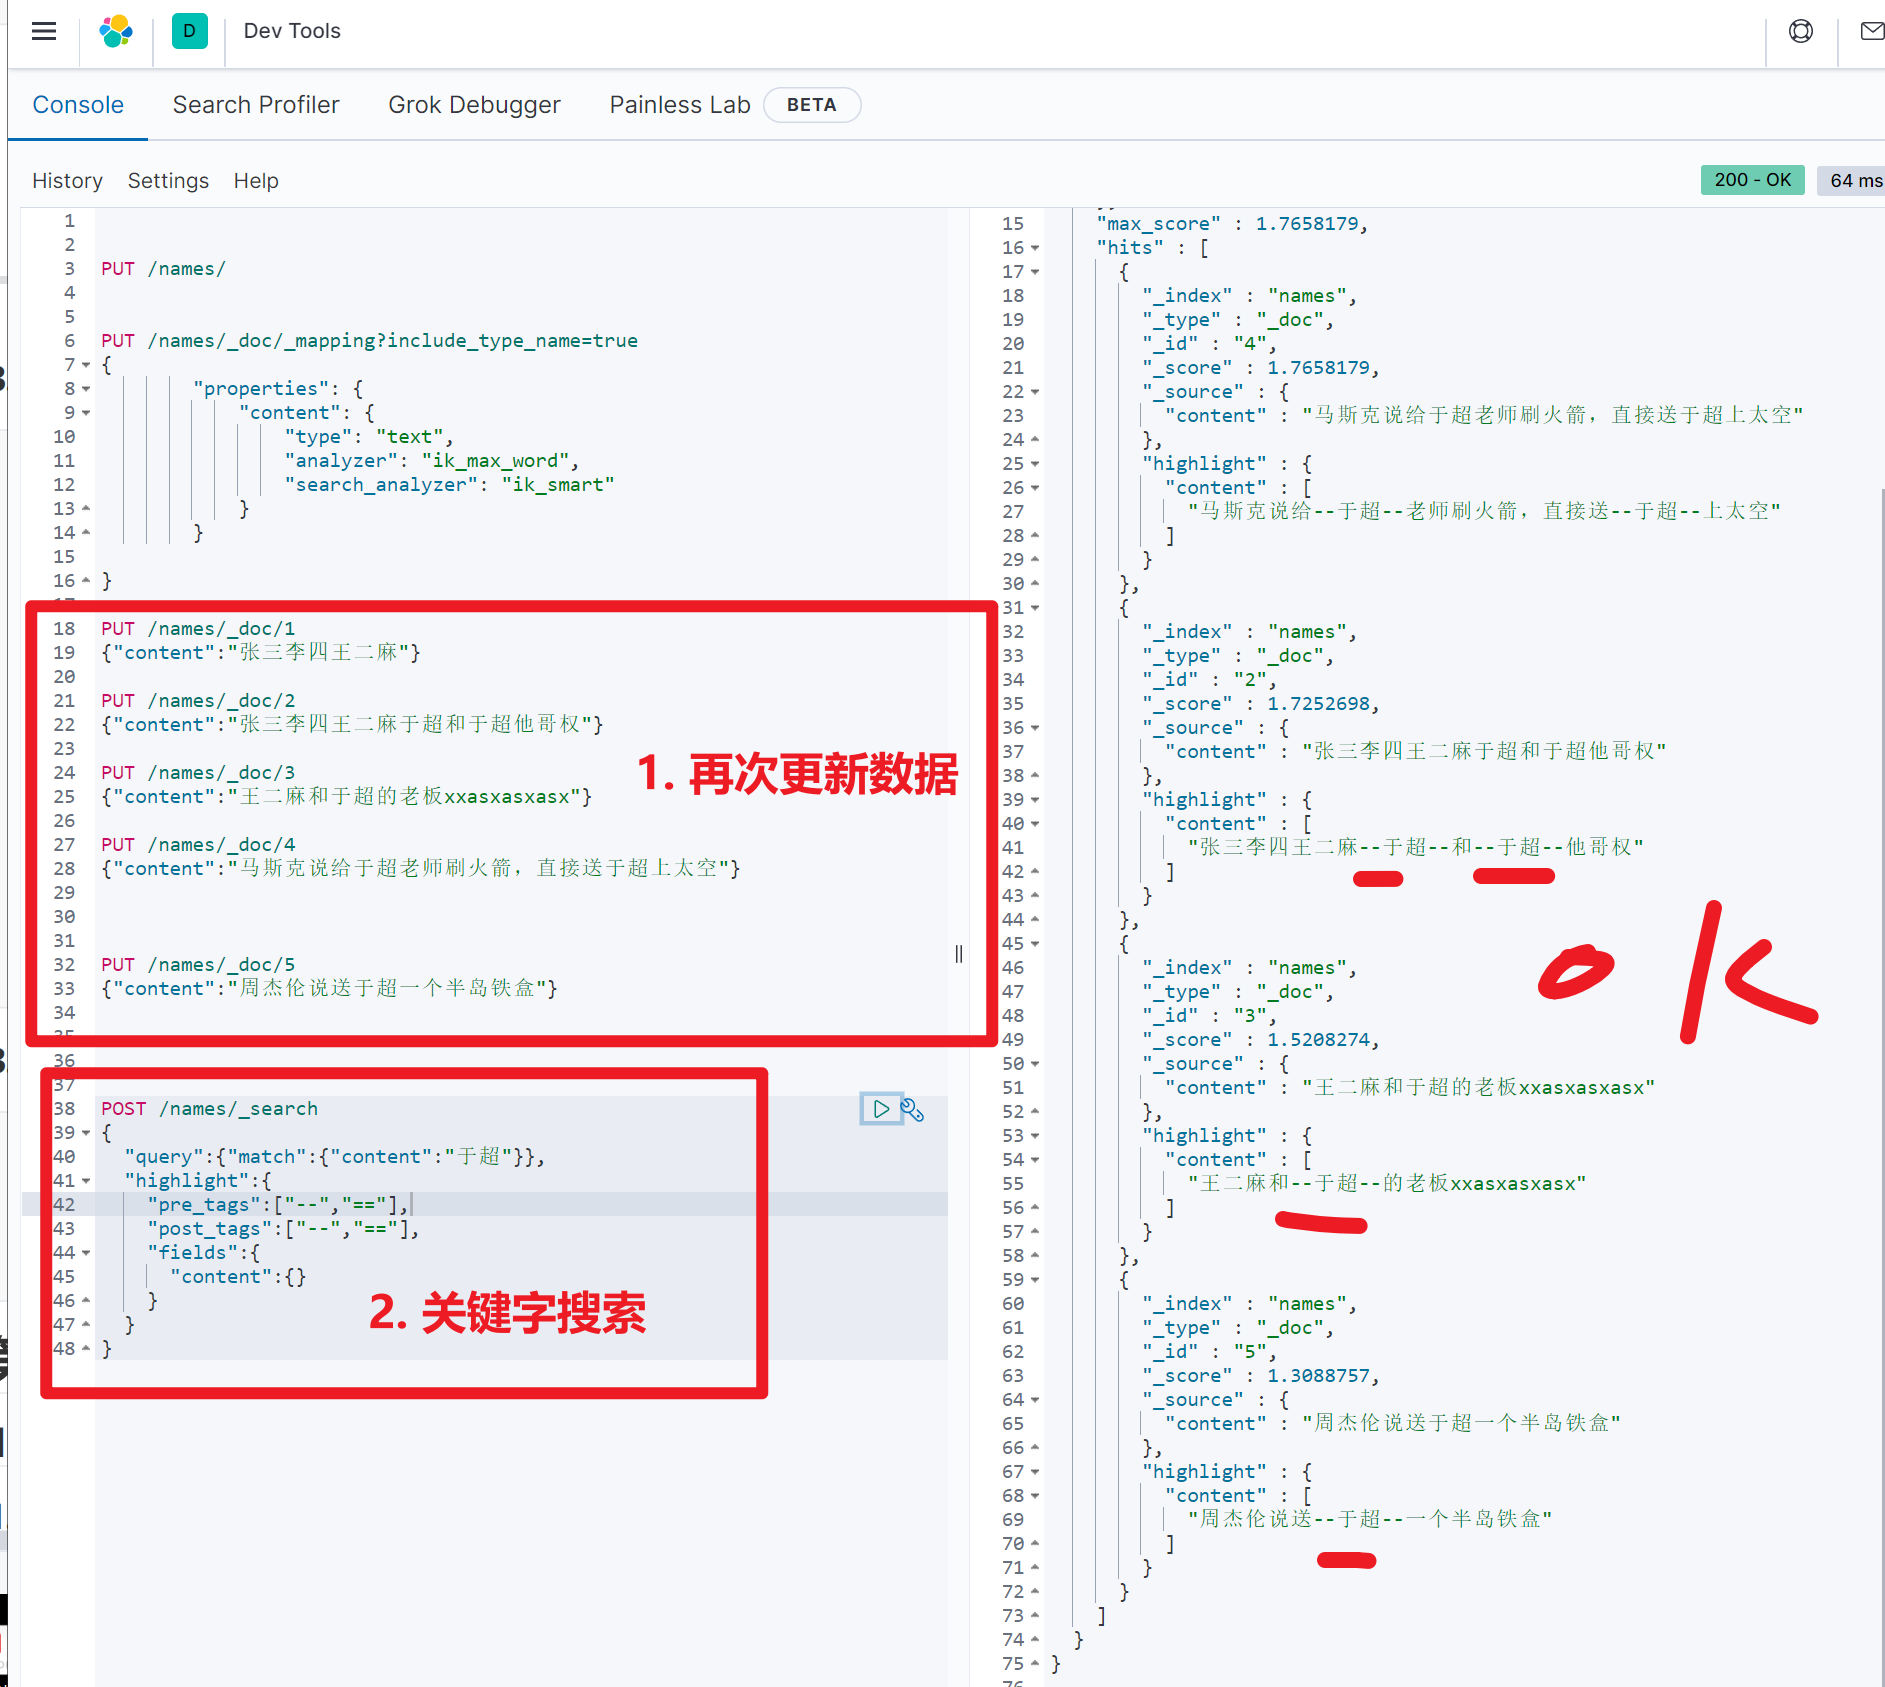 D Dev Tools
Console Search Profiler Grok Debugger Painless Lab BETA
History Settings Help
200 - OK 64 ms
1
2
3 PUT /names/
4
5
6 PUT /names/_doc/_mapping?include_type_name=true
7 {
8 "properties": {
9 "content": {
10 "type": "text",
11 "analyzer": "ik_max_word",
12 "search_analyzer": "ik_smart"
13 }
14 }
15
16 }
18 PUT /names/_doc/1
19 {"content":"张三李四王二麻"}
20
21 PUT /names/_doc/2
22 {"content":"张三李四王二麻于超和于超他哥权"}
23
24 PUT /names/_doc/3
25 {"content":"王二麻和于超的老板xxasxasxasx"}
26
27 PUT /names/_doc/4
28 {"content":"马斯克说给于超老师刷火箭，直接送于超上太空"}
29
30
31
32 PUT /names/_doc/5
33 {"content":"周杰伦说送于超一个半岛铁盒"}
34
35
1. 再次更新数据
36
37
38 POST /names/_search
39 {
40 "query":{"match":{"content":"于超"}},
41 "highlight":{
42 "pre_tags":["--","=="],
43 "post_tags":["--","=="],
44 "fields":{
45 "content":{}
46 }
47 }
48 }
2. 关键字搜索
15 "max_score" : 1.7658179,
16 "hits" : [
17 {
18 "_index" : "names",
19 "_type" : "_doc",
20 "_id" : "4",
21 "_score" : 1.7658179,
22 "_source" : {
23 "content" : "马斯克说给于超老师刷火箭，直接送于超上太空"
24 },
25 "highlight" : {
26 "content" : [
27 "马斯克说给--于超--老师刷火箭，直接送--于超--上太空"
28 ]
29 }
30 },
31 {
32 "_index" : "names",
33 "_type" : "_doc",
34 "_id" : "2",
35 "_score" : 1.7252698,
36 "_source" : {
37 "content" : "张三李四王二麻于超和于超他哥权"
38 },
39 "highlight" : {
40 "content" : [
41 "张三李四王二麻--于超--和--于超--他哥权"
42 ]
43 }
44 },
45 {
46 "_index" : "names",
47 "_type" : "_doc",
48 "_id" : "3",
49 "_score" : 1.5208274,
50 "_source" : {
51 "content" : "王二麻和于超的老板xxasxasxasx"
52 },
53 "highlight" : {
54 "content" : [
55 "王二麻和--于超--的老板xxasxasxasx"
56 ]
57 }
58 },
59 {
60 "_index" : "names",
61 "_type" : "_doc",
62 "_id" : "5",
63 "_score" : 1.3088757,
64 "_source" : {
65 "content" : "周杰伦说送于超一个半岛铁盒"
66 },
67 "highlight" : {
68 "content" : [
69 "周杰伦说送--于超--一个半岛铁盒"
70 ]
71 }
72 }
73 ]
74 }
75 }
76
OK